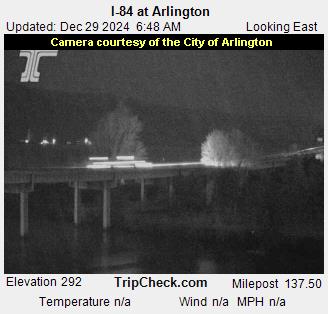 I-84 at Arlington
Updated: Dec 29 2024 6:48 AM Looking East
Camera courtesy of the City of Arlington
Elevation 292 TripCheck.com Milepost 137.50
Temperature n/a Wind n/a MPH n/a